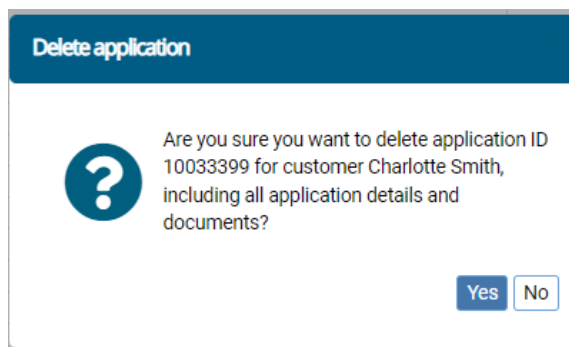 Delete application
Are you sure you want to delete application ID
10033399 for customer Charlotte Smith,
including all application details and
documents?
Yes No